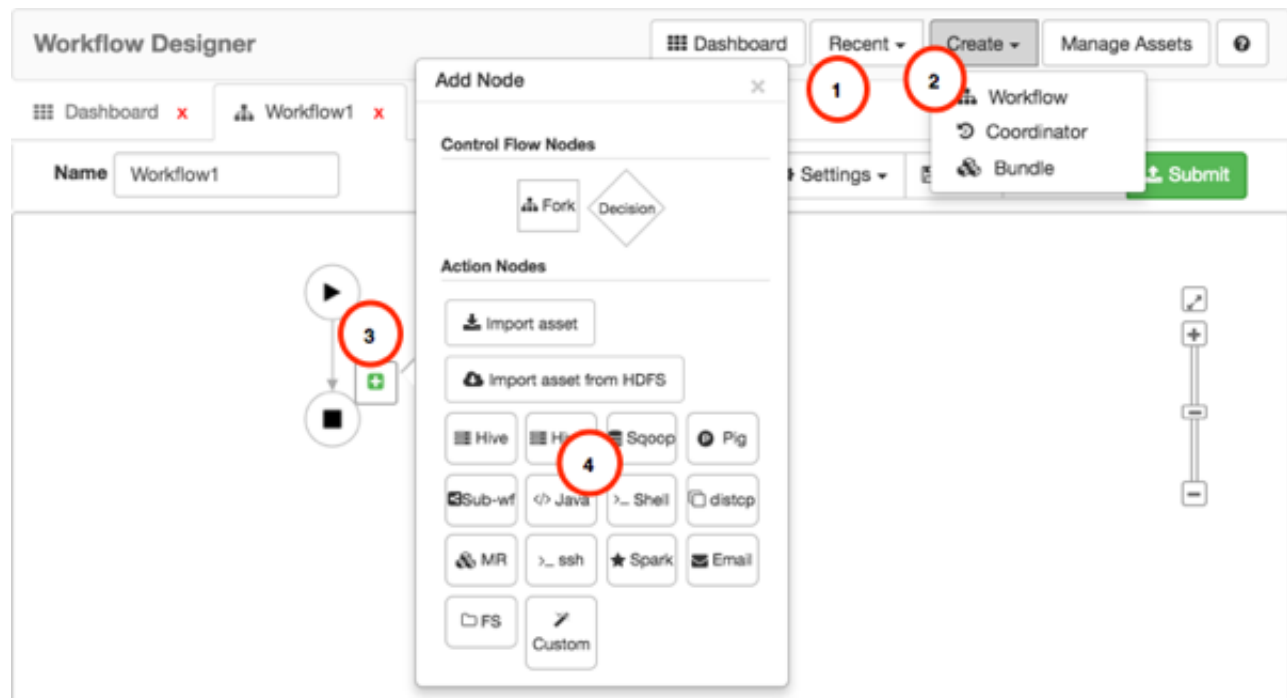 Workflow Designer
Dashboard Recent Create Manage Assets
Add Node
1
2
Workflow
Coordinator
Bundle
Dashboard x Workflow1 x
Control Flow Nodes
Name Workflow1
Settings
Submit
Fork Decision
Action Nodes
3
Import asset
Import asset from HDFS
Hive Sqoop Pig
4
Sub-wf Java Shell distcp
MR ssh Spark Email
FS Custom